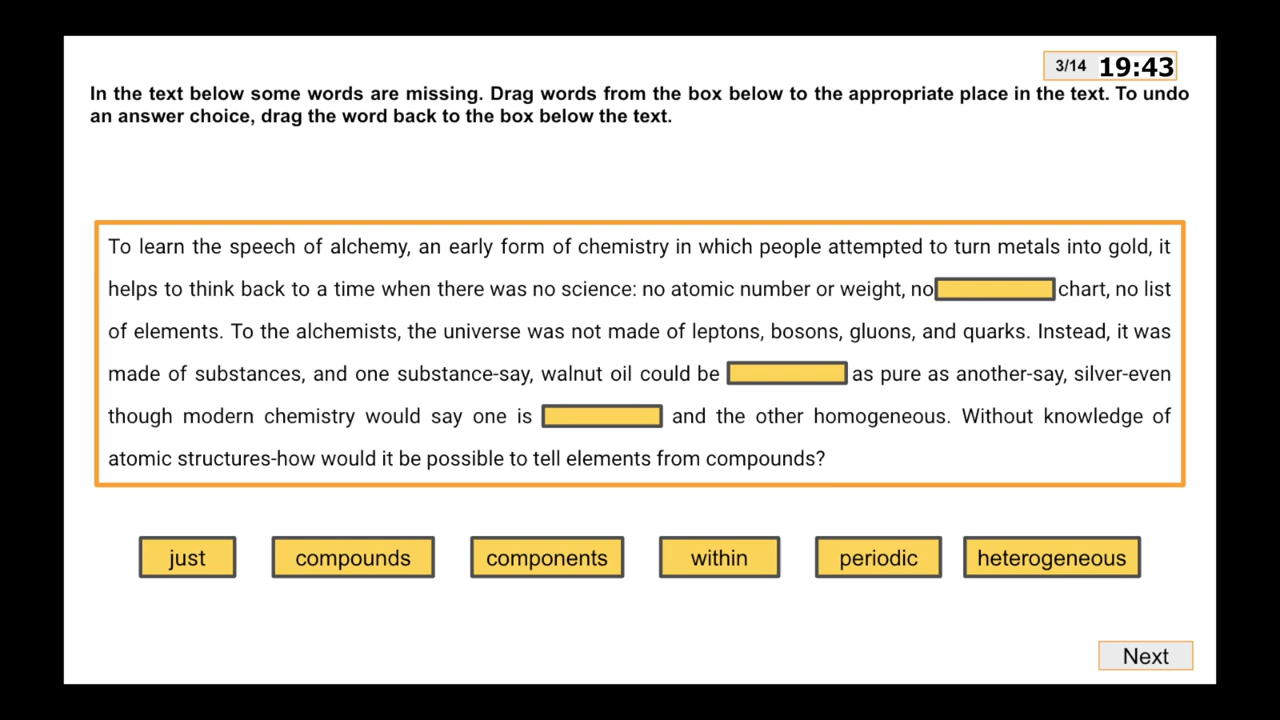 3/14 19:43
In the text below some words are missing. Drag words from the box below to the appropriate place in the text. To undo
an answer choice, drag the word back to the box below the text.
To learn the speech of alchemy, an early form of chemistry in which people attempted to turn metals into gold, it
helps to think back to a time when there was no science: no atomic number or weight, no chart, no list
of elements. To the alchemists, the universe was not made of leptons, bosons, gluons, and quarks. Instead, it was
made of substances, and one substance-say, walnut oil could be as pure as another-say, silver-even
though modern chemistry would say one is and the other homogeneous. Without knowledge of
atomic structures-how would it be possible to tell elements from compounds?
just compounds components within periodic heterogeneous
Next